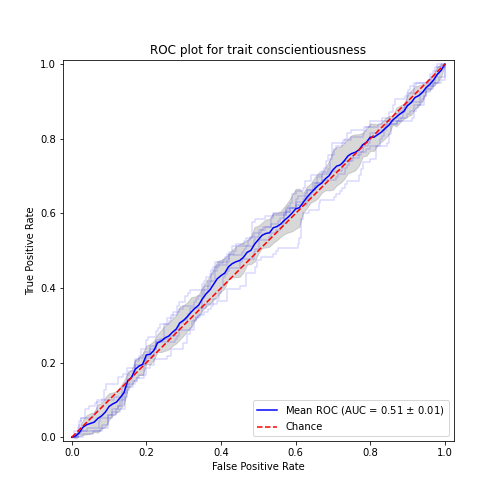 ROC plot for trait conscientiousness
1.0
0.8
0.6
0.4
0.2
0.0
True Positive Rate
Mean ROC (AUC = 0.51 ± 0.01)
Chance
0.0 0.2 0.4 0.6 0.8 1.0
False Positive Rate